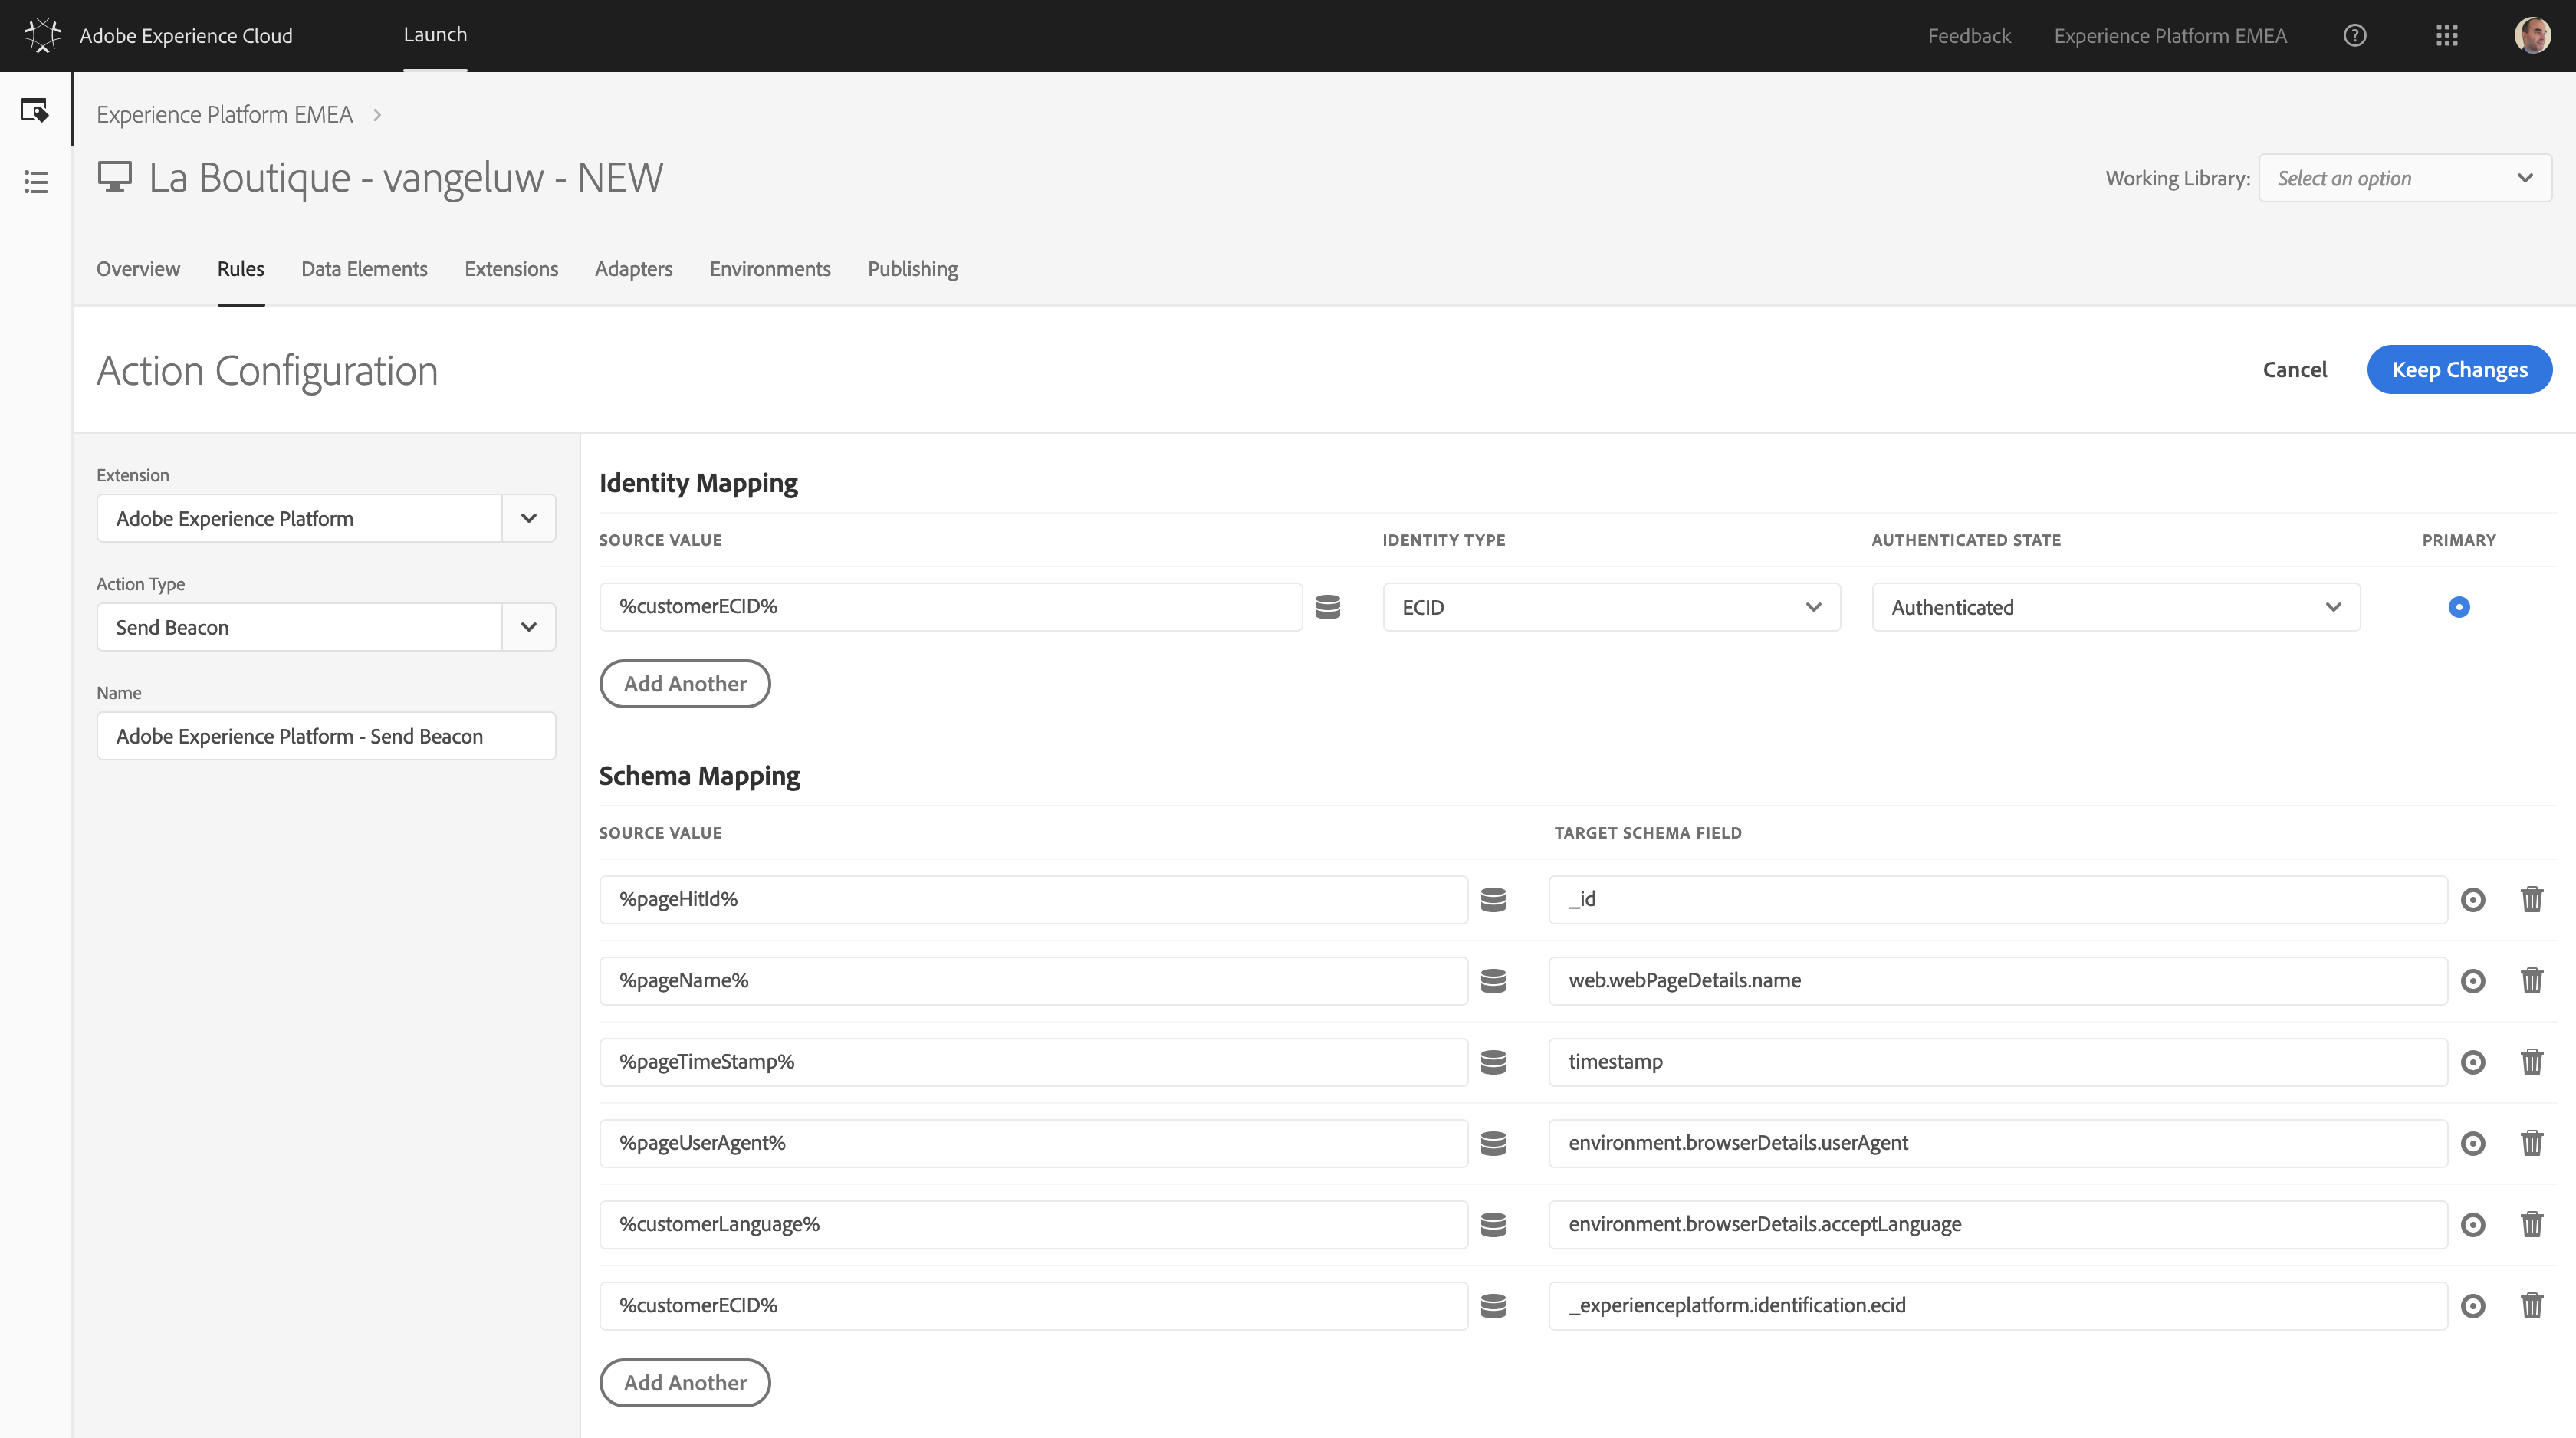 Adobe Experience Cloud
Launch
Feedback
Experience Platform EMEA
Experience Platform EMEA
La Boutique - vangeluw - NEW
Working Library:
Select an option
Overview
Rules
Data Elements
Extensions
Adapters
Environments
Publishing
Action Configuration
Cancel
Keep Changes
Extension
Adobe Experience Platform
Action Type
Send Beacon
Name
Adobe Experience Platform - Send Beacon
Identity Mapping
SOURCE VALUE
IDENTITY TYPE
AUTHENTICATED STATE
PRIMARY
%customerECID%
ECID
Authenticated
Add Another
Schema Mapping
SOURCE VALUE
TARGET SCHEMA FIELD
%pageHitId%
_id
%pageName%
web.webPageDetails.name
%pageTimeStamp%
timestamp
%pageUserAgent%
environment.browserDetails.userAgent
%customerLanguage%
environment.browserDetails.acceptLanguage
%customerECID%
_experienceplatform.identification.ecid
Add Another